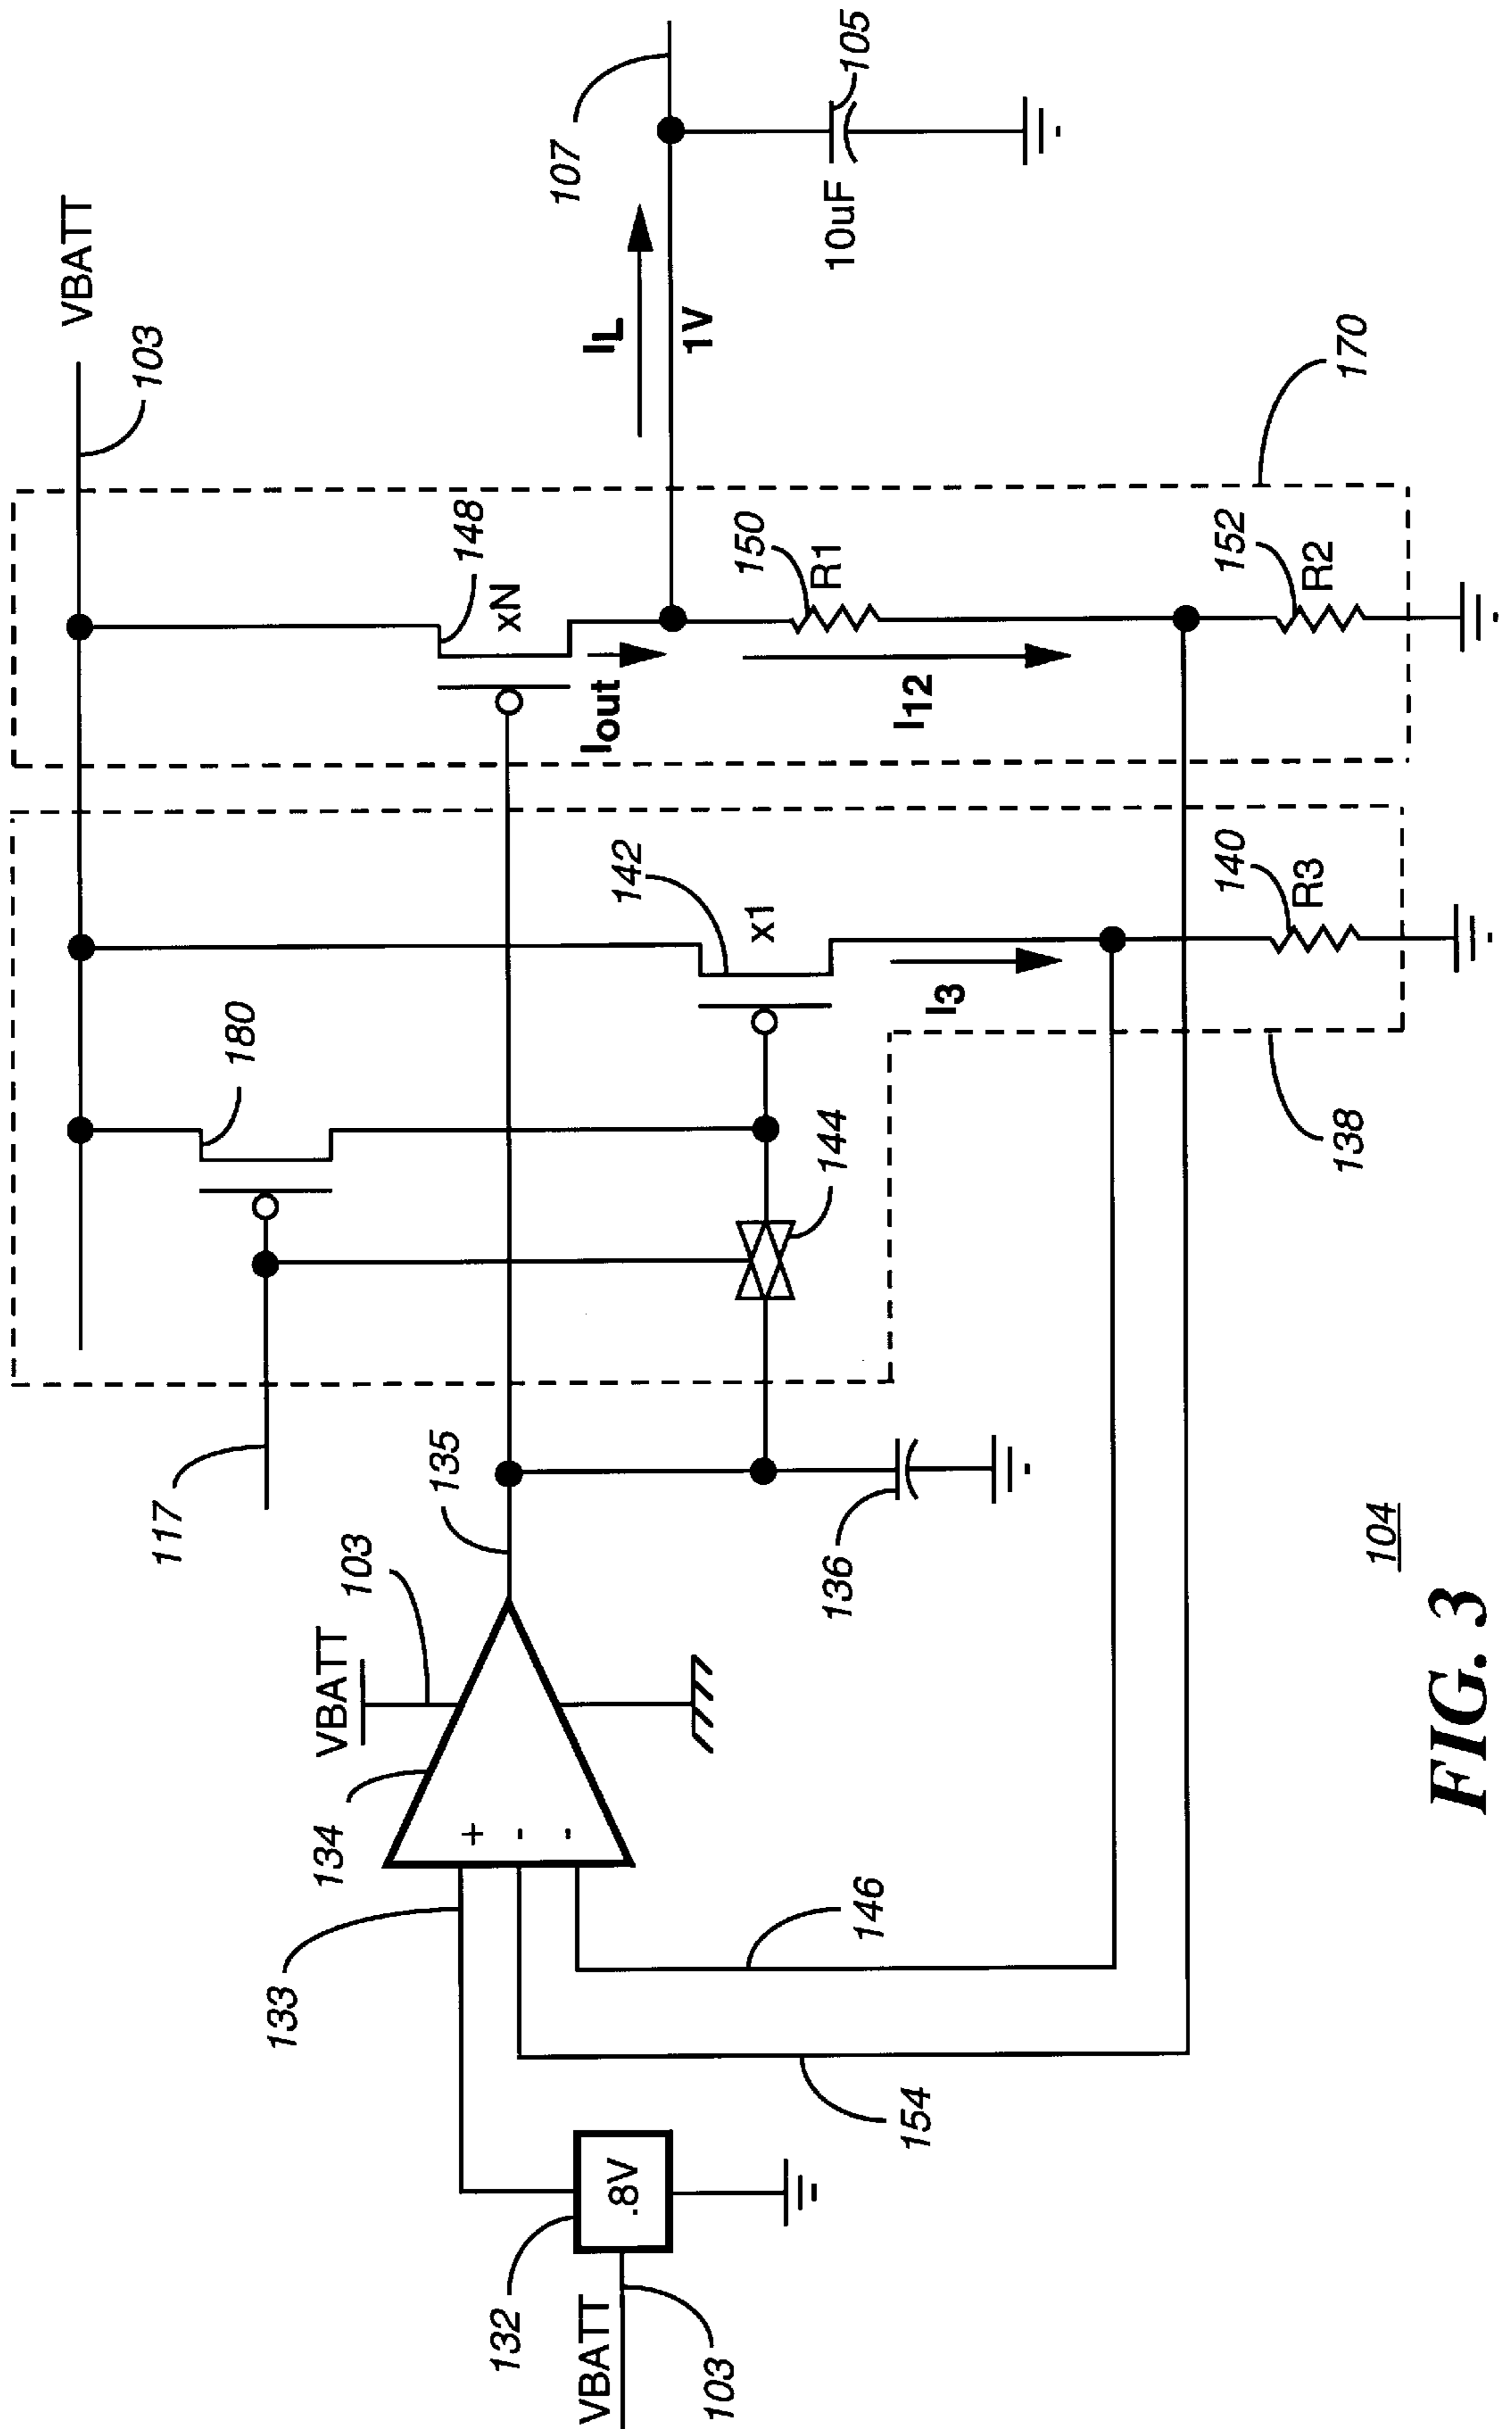 VBATT
103
107
105
10uF
IL
1V
170
148
xN
Iout
150
R1
I12
152
R2
180
142
x1
I3
140
R3
144
138
117
135
136
VBATT
103
134
+
-
-
133
146
154
132
.8V
VBATT
103
104
FIG. 3